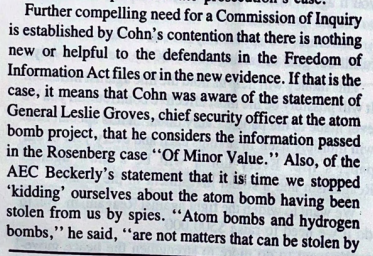 prosecution's case.
Further compelling need for a Commission of Inquiry
is established by Cohn's contention that there is nothing
new or helpful to the defendants in the Freedom of
Information Act files or in the new evidence. If that is the
case, it means that Cohn was aware of the statement of
General Leslie Groves, chief security officer at the atom
bomb project, that he considers the information passed
in the Rosenberg case "Of Minor Value." Also, of the
AEC Beckerly's statement that it is time we stopped
'kidding' ourselves about the atom bomb having been
stolen from us by spies. "Atom bombs and hydrogen
bombs," he said, "are not matters that can be stolen by